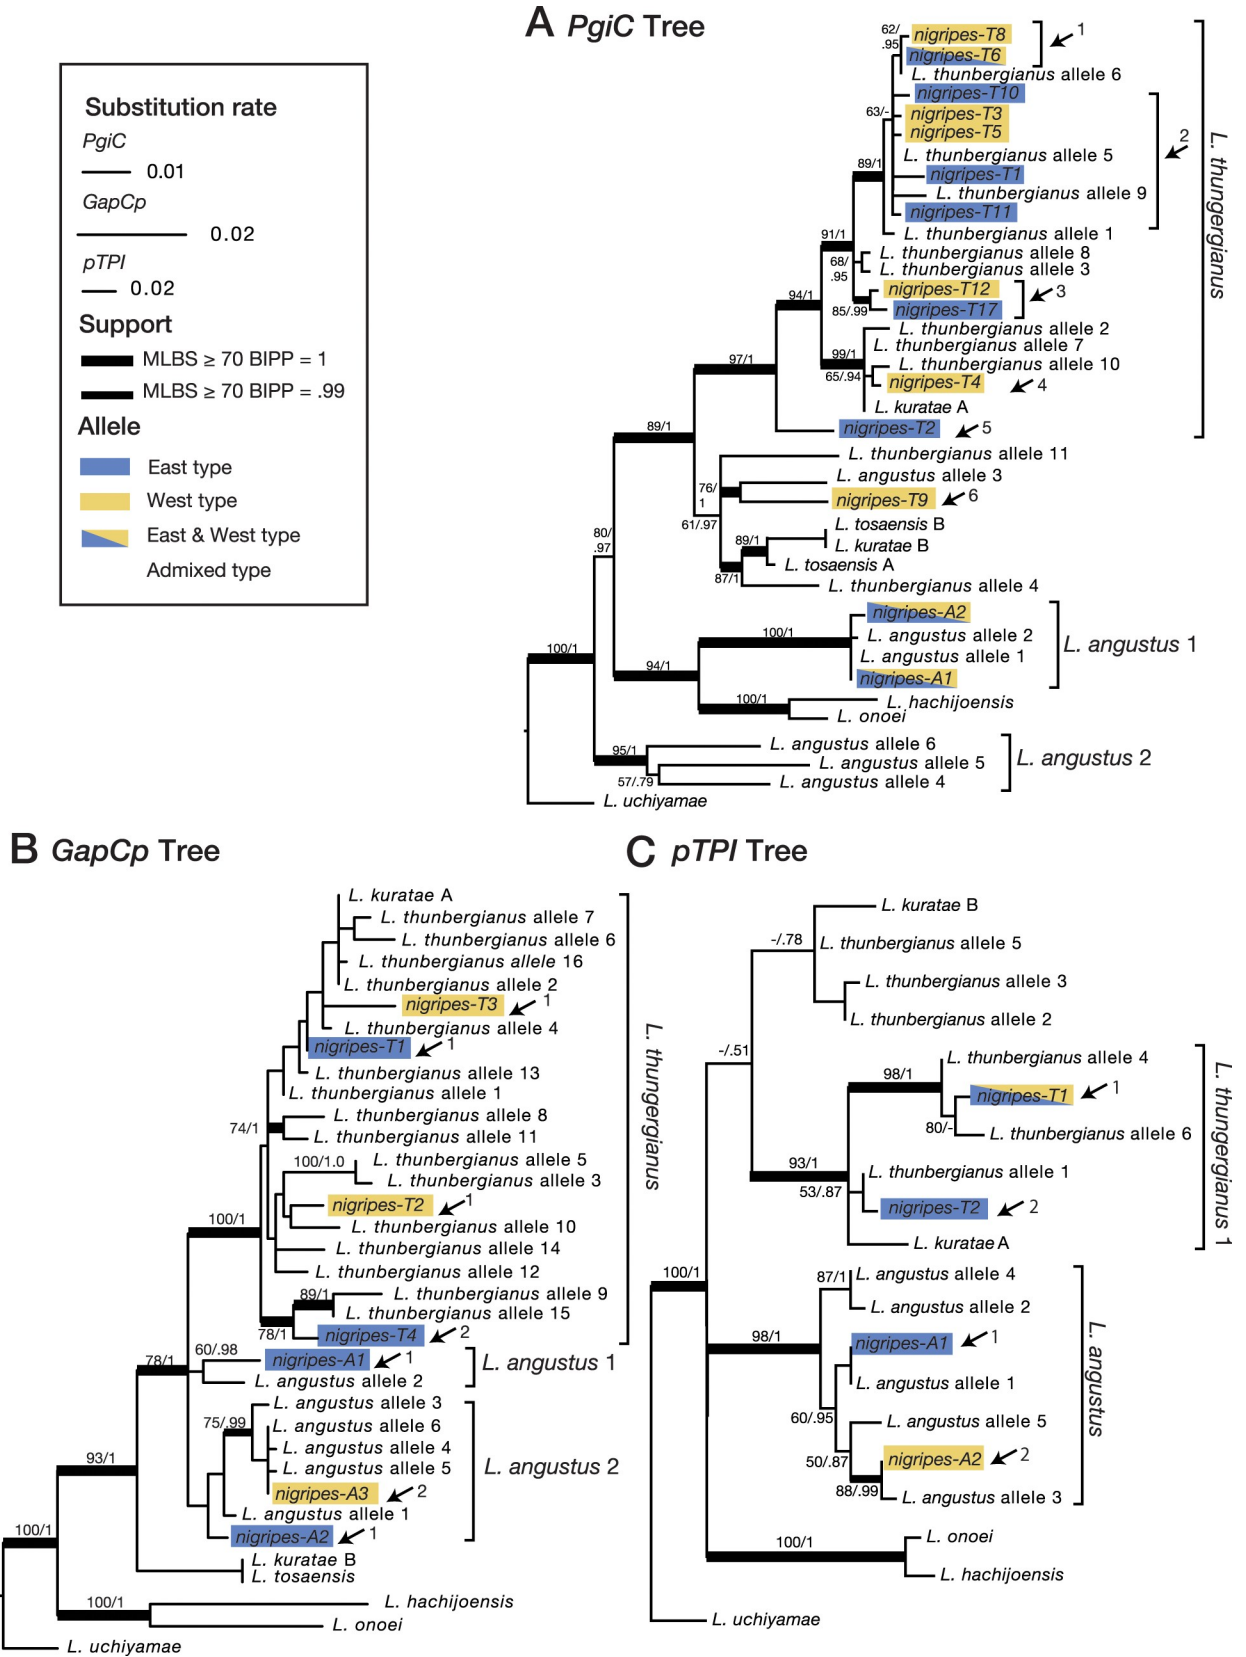 A PgiC Tree
Substitution rate
PgiC
0.01
GapCp
0.02
pTPI
0.02
Support
MLBS ≥ 70 BIPP = 1
MLBS ≥ 70 BIPP = .99
Allele
East type
West type
East & West type
Admixed type
62/
.95
nigripes-T8
1
nigripes-T6
L. thunbergianus allele 6
nigripes-T10
63/-
nigripes-T3
nigripes-T5
2
L. thunbergianus allele 5
89/1
nigripes-T1
L. thunbergianus allele 9
nigripes-T11
L. thunbergianus allele 1
L. thungergianus
91/1
L. thunbergianus allele 8
68/
.95
L. thunbergianus allele 3
nigripes-T12
3
94/1
85/.99
nigripes-T17
L. thunbergianus allele 2
L. thunbergianus allele 7
99/1
97/1
L. thunbergianus allele 10
65/.94
nigripes-T4
4
L. kuratae A
89/1
nigripes-T2
5
L. thunbergianus allele 11
L. angustus allele 3
76/
1
nigripes-T9
6
61/.97
L. tosaensis B
80/
.97
89/1
L. kuratae B
L. tosaensis A
87/1
L. thunbergianus allele 4
nigripes-A2
100/1
L. angustus allele 2
L. angustus 1
100/1
L. angustus allele 1
94/1
nigripes-A1
100/1
L. hachijoensis
L. onoei
95/1
L. angustus allele 6
L. angustus 2
L. angustus allele 5
57/.79
L. angustus allele 4
L. uchiyamae
B GapCp Tree
L. kuratae A
L. thunbergianus allele 7
L. thunbergianus allele 6
L. thunbergianus allele 16
L. thunbergianus allele 2
nigripes-T3
1
L. thunbergianus allele 4
nigripes-T1
1
L. thunbergianus allele 13
L. thunbergianus allele 1
L. thungergianus
L. thunbergianus allele 8
74/1
L. thunbergianus allele 11
100/1.0
L. thunbergianus allele 5
L. thunbergianus allele 3
nigripes-T2
1
100/1
L. thunbergianus allele 10
L. thunbergianus allele 14
L. thunbergianus allele 12
89/1
L. thunbergianus allele 9
L. thunbergianus allele 15
78/1
nigripes-T4
2
78/1
60/.98
nigripes-A1
1
L. angustus 1
L. angustus allele 2
L. angustus allele 3
75/.99
L. angustus allele 6
L. angustus allele 4
93/1
L. angustus allele 5
L. angustus 2
nigripes-A3
2
L. angustus allele 1
100/1
nigripes-A2
1
L. kuratae B
L. tosaensis
100/1
L. hachijoensis
L. onoei
L. uchiyamae
C pTPI Tree
L. kuratae B
-/.78
L. thunbergianus allele 5
L. thunbergianus allele 3
L. thunbergianus allele 2
-/.51
L. thunbergianus allele 4
98/1
nigripes-T1
1
80/-
L. thunbergianus allele 6
L. thungergianus 1
93/1
L. thunbergianus allele 1
53/.87
nigripes-T2
2
L. kuratae A
100/1
87/1
L. angustus allele 4
L. angustus allele 2
98/1
nigripes-A1
1
L. angustus
L. angustus allele 1
60/.95
L. angustus allele 5
50/.87
nigripes-A2
2
88/.99
L. angustus allele 3
100/1
L. onoei
L. hachijoensis
L. uchiyamae